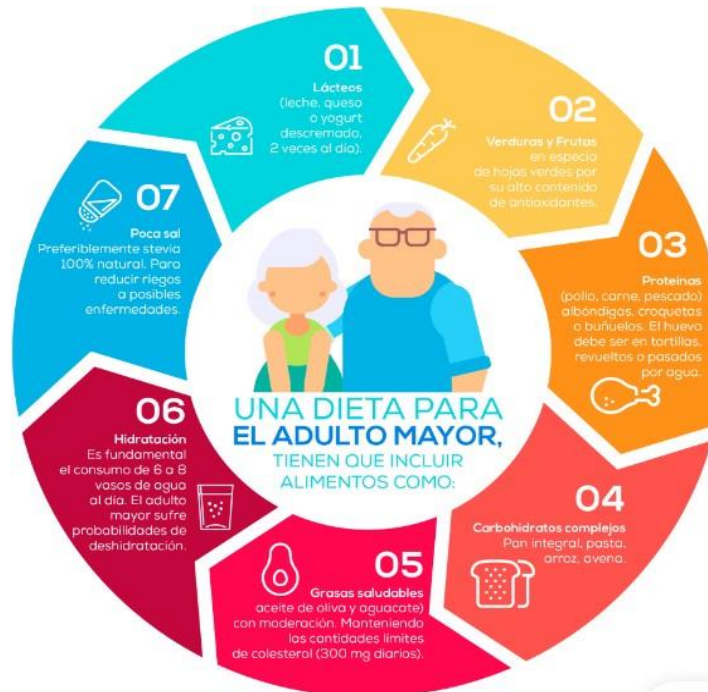 UNA DIETA PARA
EL ADULTO MAYOR,
TIENEN QUE INCLUIR
ALIMENTOS COMO:
01
Lácteos
(leche, queso
o yogurt
descremado,
2 veces al día).
02
Verduras y Frutas
en especia
de hojas verdes por
su alto contenido
de antioxidantes.
03
Proteínas
(pollo, carne, pescado)
albóndigas, croquetas
o buñuelos. El huevo
debe ser en tortillas,
revueltos o pasados
por agua.
04
Carbohidratos complejos
Pan integral, pasta,
arroz, avena.
05
Grasas saludables
aceite de oliva y aguacate)
con moderación. Manteniendo
las cantidades límites
de colesterol (300 mg diarios).
06
Hidratación
Es fundamental
el consumo de 6 a 8
vasos de agua
al día. El adulto
mayor sufre
probabilidades de
deshidratación.
07
Poca sal
Preferiblemente stevia
100% natural. Para
reducir riegos
a posibles
enfermedades.